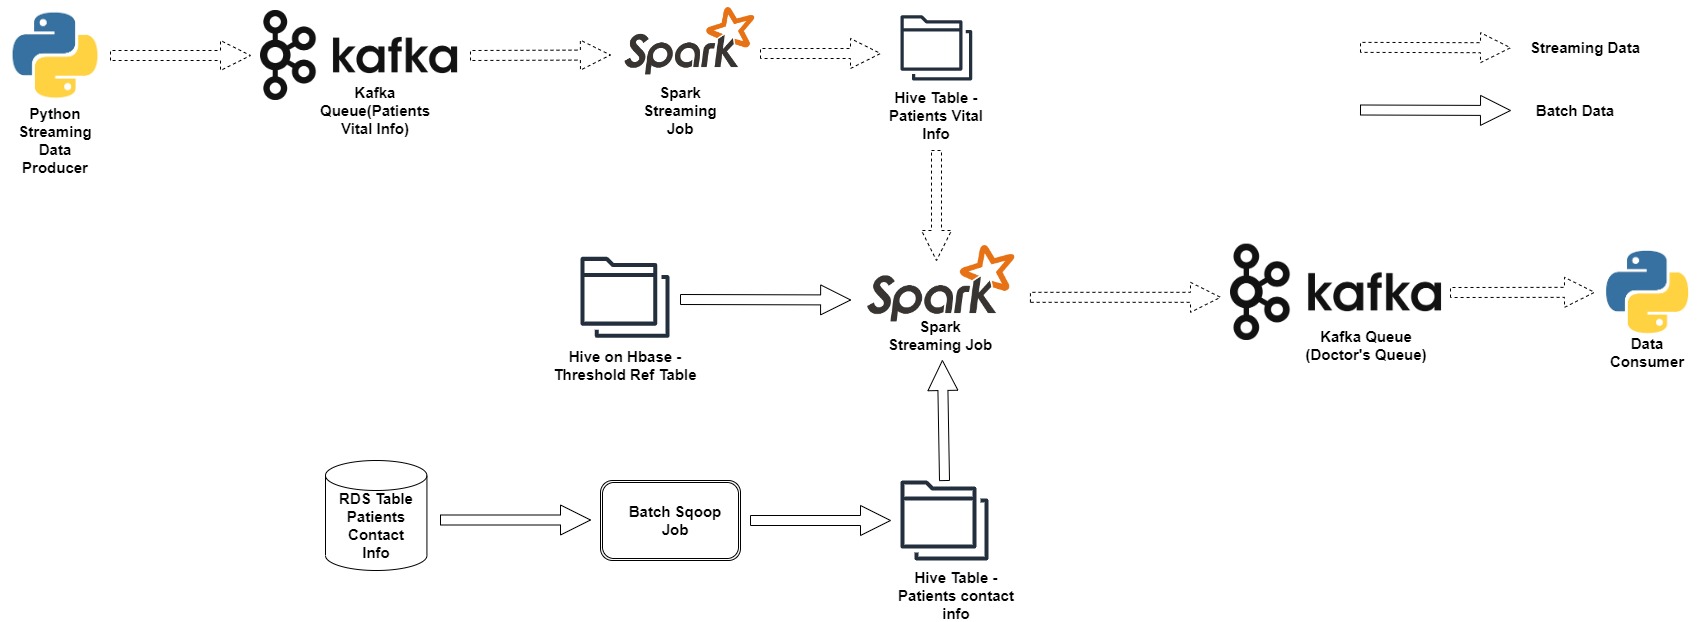 Python
Streaming
Data
Producer
kafka
Kafka
Queue(Patients
Vital Info)
Spark
Spark
Streaming
Job
Hive Table -
Patients Vital
Info
Streaming Data
Batch Data
Hive on Hbase -
Threshold Ref Table
Spark
Spark
Streaming Job
kafka
Kafka Queue
(Doctor's Queue)
Data
Consumer
RDS Table
Patients
Contact
Info
Batch Sqoop
Job
Hive Table -
Patients contact
info